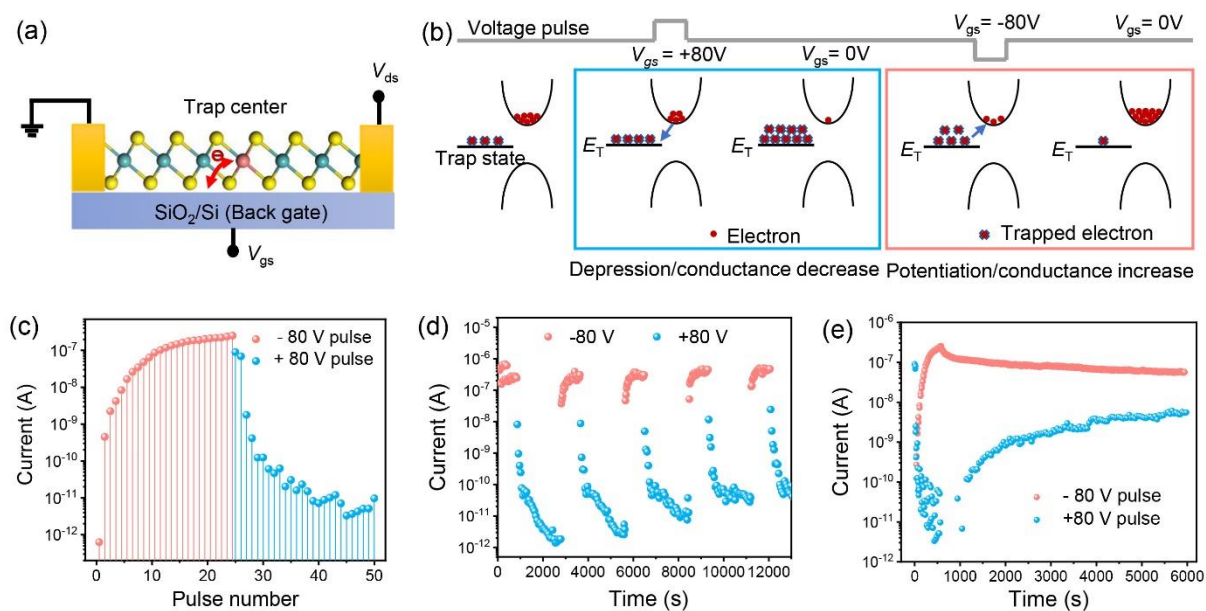 (a)
V_ds
Trap center
e
SiO₂/Si (Back gate)
V_gs
(b)
Voltage pulse
V_gs = +80V
V_gs = 0V
V_gs = -80V
V_gs = 0V
Trap state
E_T
E_T
E_T
E_T
Electron
Trapped electron
Depression/conductance decrease
Potentiation/conductance increase
(c)
- 80 V pulse
+ 80 V pulse
Current (A)
10⁻⁷
10⁻⁸
10⁻⁹
10⁻¹⁰
10⁻¹¹
10⁻¹²
0 10 20 30 40 50
Pulse number
(d)
-80 V
+80 V
Current (A)
10⁻⁵
10⁻⁶
10⁻⁷
10⁻⁸
10⁻⁹
10⁻¹⁰
10⁻¹¹
10⁻¹²
0 2000 4000 6000 8000 10000 12000
Time (s)
(e)
Current (A)
10⁻⁶
10⁻⁷
10⁻⁸
10⁻⁹
10⁻¹⁰
10⁻¹¹
10⁻¹²
- 80 V pulse
+80 V pulse
0 1000 2000 3000 4000 5000 6000
Time (s)